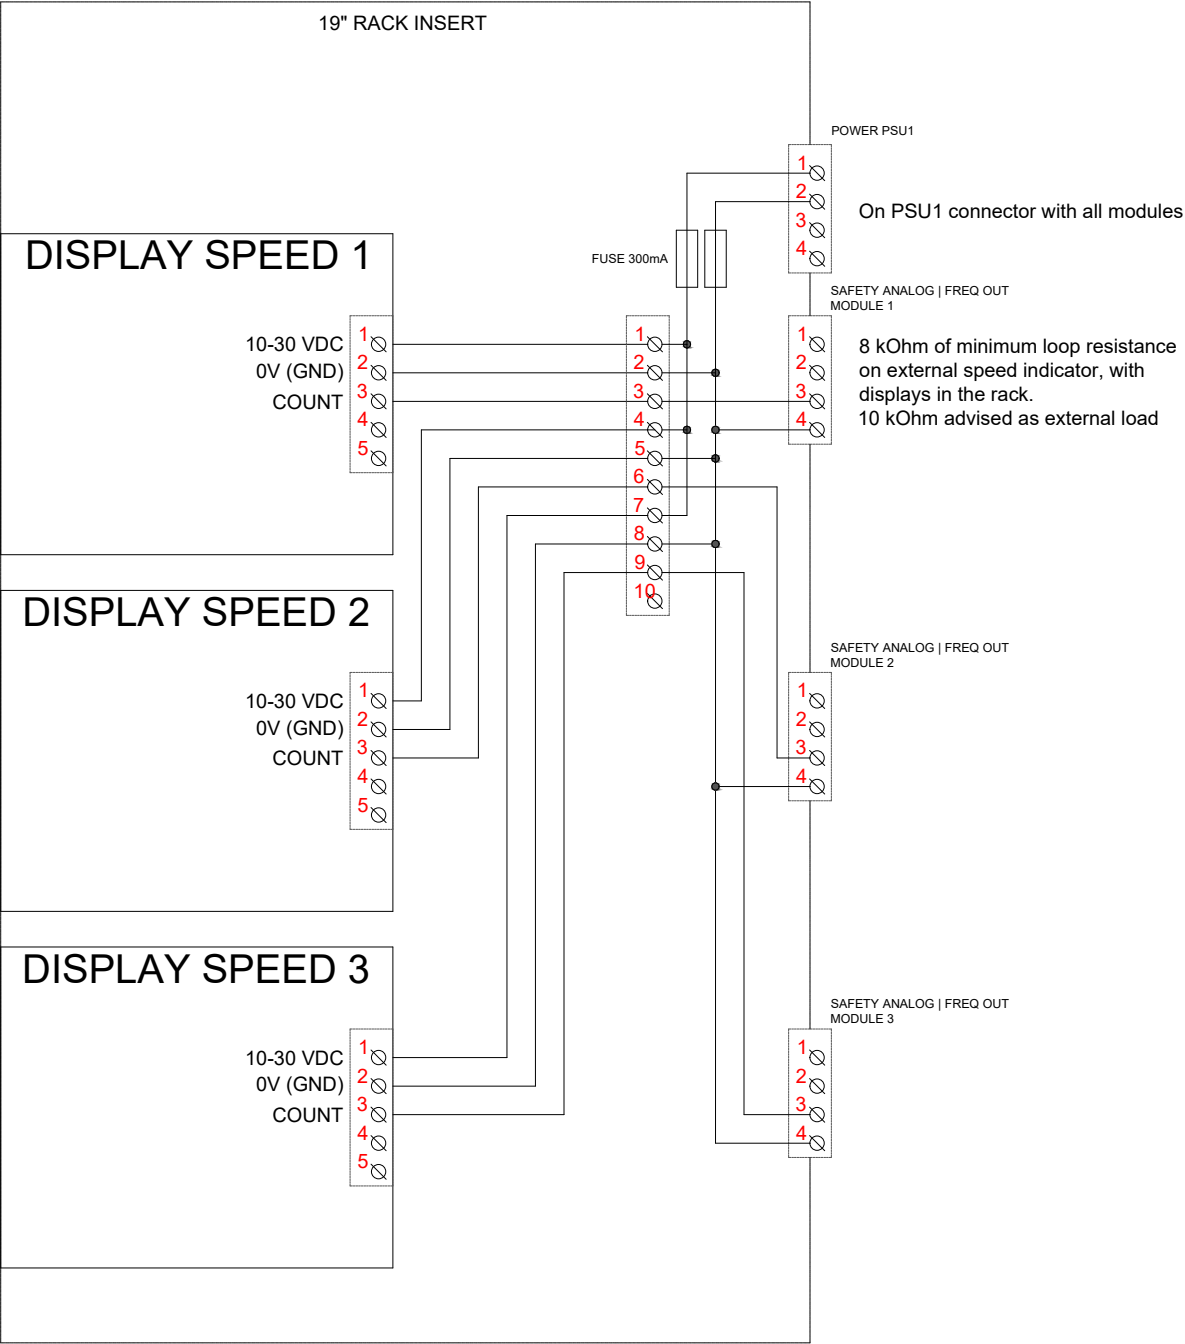 19" RACK INSERT
POWER PSU1
1
2
3
4
On PSU1 connector with all modules
FUSE 300mA
DISPLAY SPEED 1
10-30 VDC
0V (GND)
COUNT
1
2
3
4
5
1
2
3
4
5
6
7
8
9
10
SAFETY ANALOG | FREQ OUT
MODULE 1
1
2
3
4
8 kOhm of minimum loop resistance
on external speed indicator, with
displays in the rack.
10 kOhm advised as external load
DISPLAY SPEED 2
10-30 VDC
0V (GND)
COUNT
1
2
3
4
5
SAFETY ANALOG | FREQ OUT
MODULE 2
1
2
3
4
DISPLAY SPEED 3
10-30 VDC
0V (GND)
COUNT
1
2
3
4
5
SAFETY ANALOG | FREQ OUT
MODULE 3
1
2
3
4